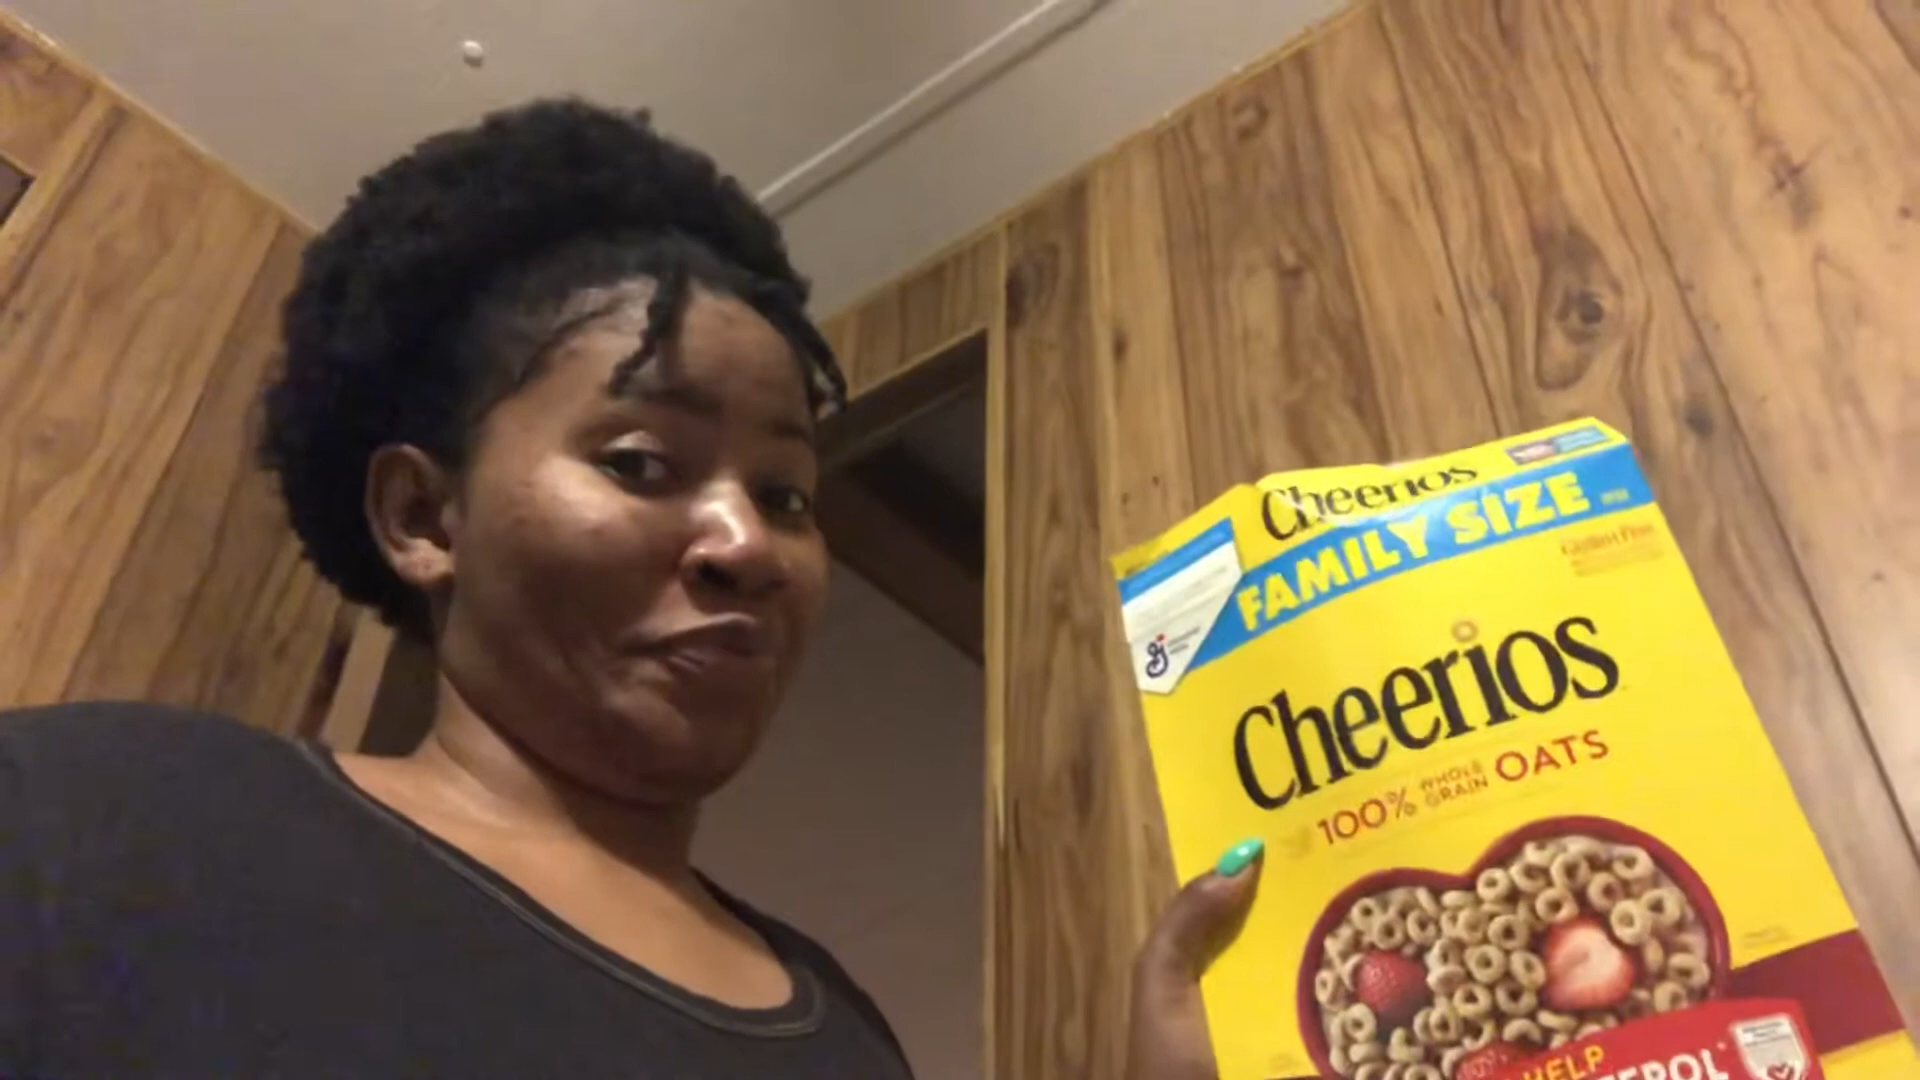 Cheerios
FAMILY SIZE
Gluten Free
Cheerios
100% WHOLE GRAIN OATS
HELP